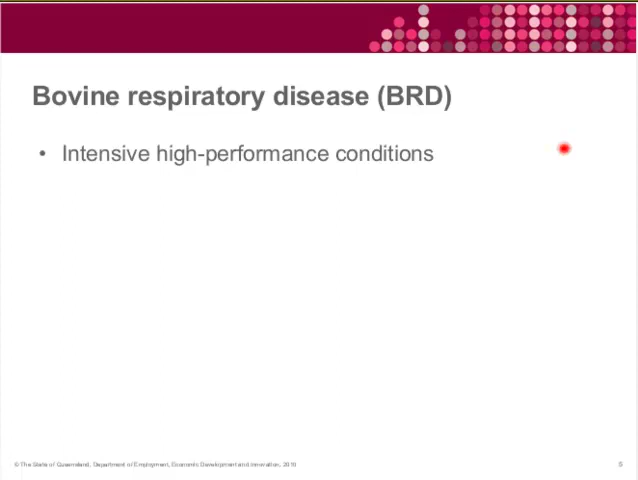 Bovine respiratory disease (BRD)
• Intensive high-performance conditions
© The State of Queensland, Department of Employment, Economic Development and Innovation, 2010
5